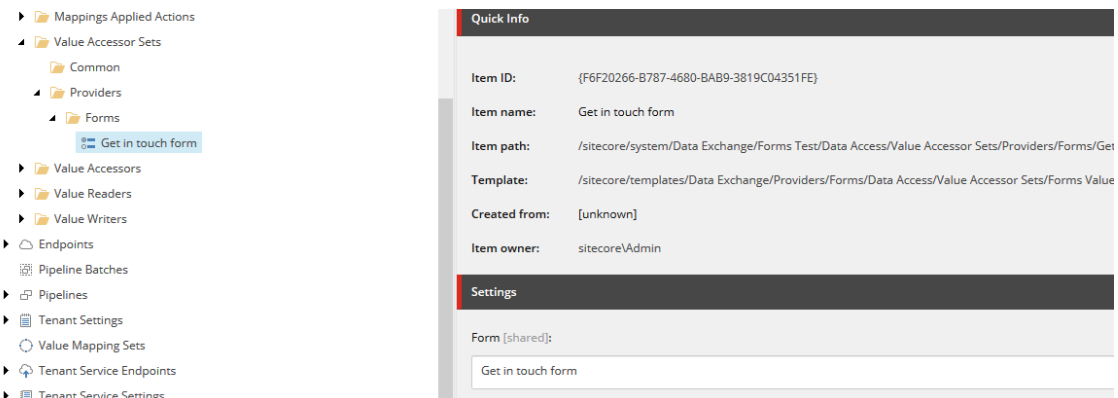 Mappings Applied Actions
Value Accessor Sets
Common
Providers
Forms
Get in touch form
Value Accessors
Value Readers
Value Writers
Endpoints
Pipeline Batches
Pipelines
Tenant Settings
Value Mapping Sets
Tenant Service Endpoints
Tenant Service Settings
Quick Info
Item ID: {F6F20266-B787-4680-BAB9-3819C04351FE}
Item name: Get in touch form
Item path: /sitecore/system/Data Exchange/Forms Test/Data Access/Value Accessor Sets/Providers/Forms/Get
Template: /sitecore/templates/Data Exchange/Providers/Forms/Data Access/Value Accessor Sets/Forms Value
Created from: [unknown]
Item owner: sitecore\Admin
Settings
Form [shared]:
Get in touch form